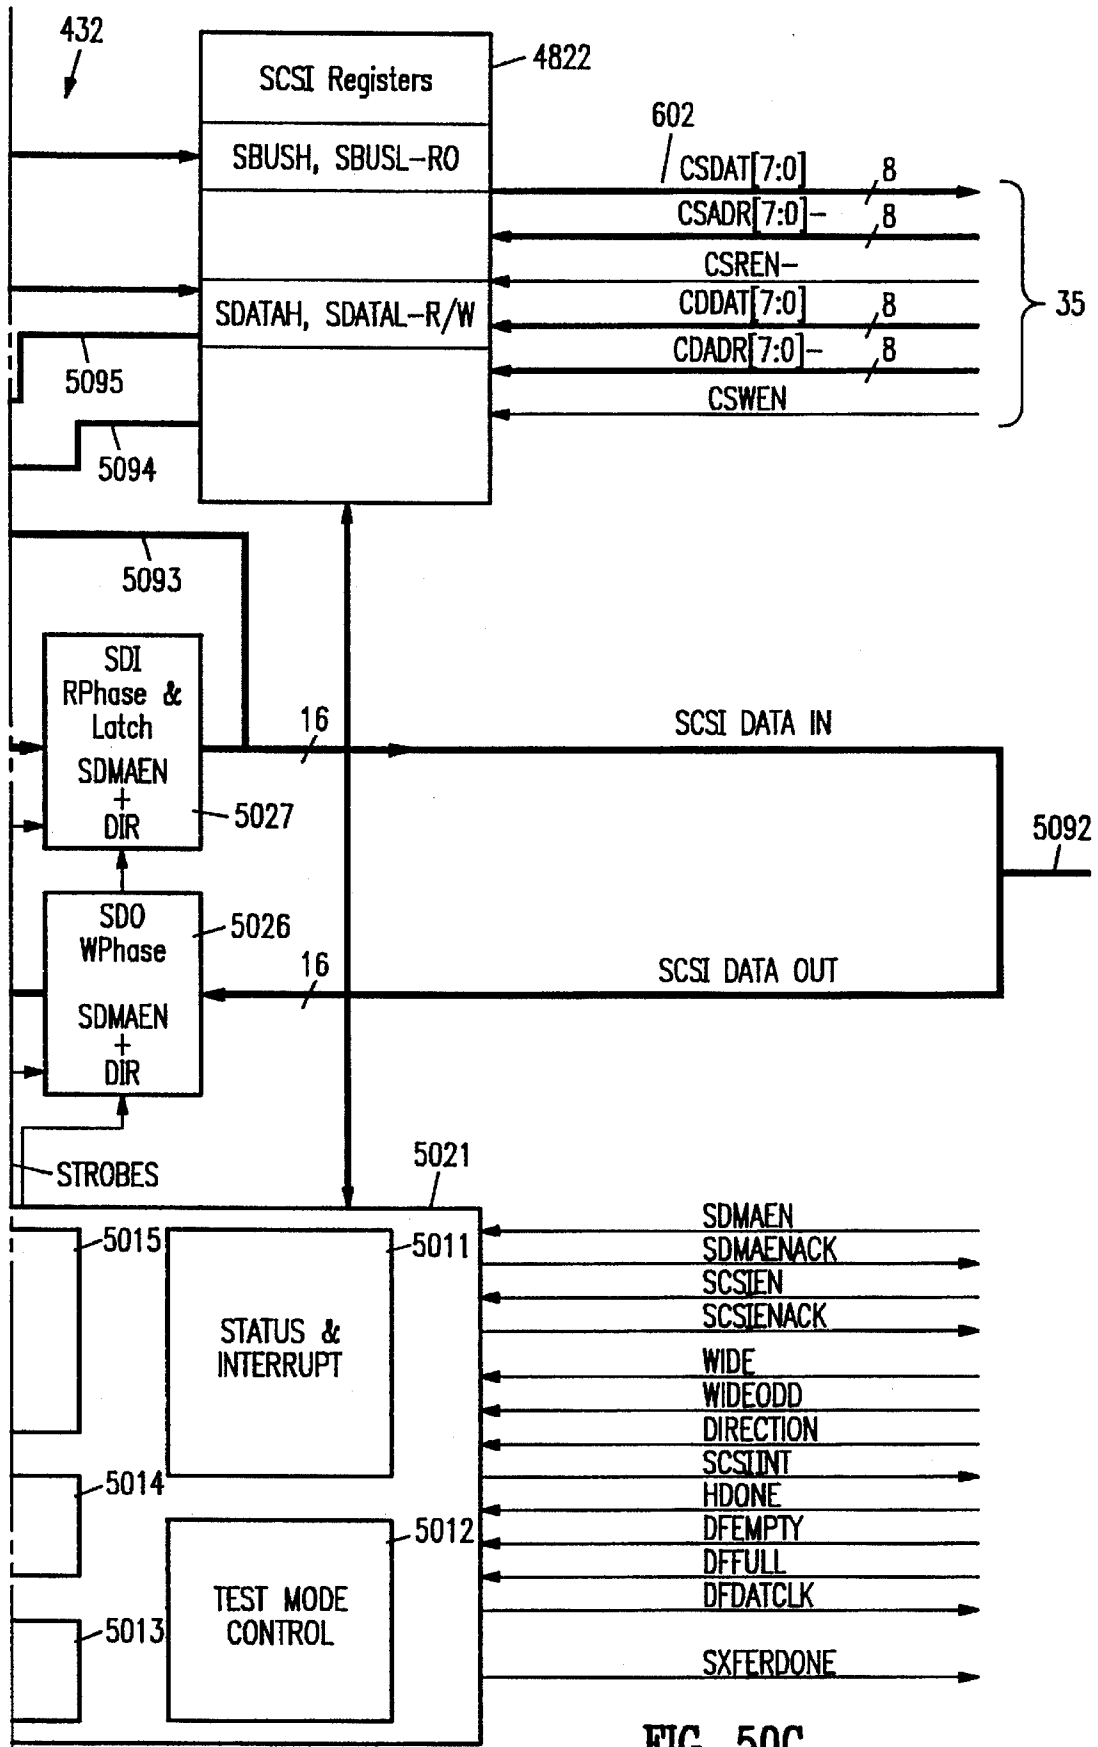 432
4822
SCSI Registers
SBUSH, SBUSL-RO
SDATAH, SDATAL-R/W
602
CSDAT[7:0] 8
CSADR[7:0]- 8
CSREN-
CDDAT[7:0] 8
CDADR[7:0]- 8
CSWEN
35
5095
5094
5093
SDI
RPhase &
Latch
SDMAEN
+
DIR
5027
16
SCSI DATA IN
5092
SDO
WPhase
SDMAEN
+
DIR
5026
16
SCSI DATA OUT
STROBES
5021
5015
5011
STATUS &
INTERRUPT
5014
5012
TEST MODE
CONTROL
5013
SDMAEN
SDMAENACK
SCSIEN
SCSIENACK
WIDE
WIDEODD
DIRECTION
SCSIINT
HDONE
DFEMPTY
DFFULL
DFDATCLK
SXFERDONE
FIG. 50C